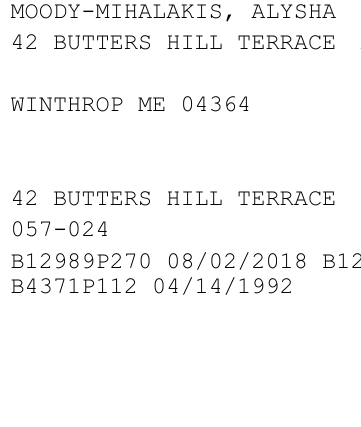 MOODY-MIHALAKIS, ALYSHA
42 BUTTERS HILL TERRACE
WINTHROP ME 04364
42 BUTTERS HILL TERRACE
057-024
B12989P270 08/02/2018 B12
B4371P112 04/14/1992